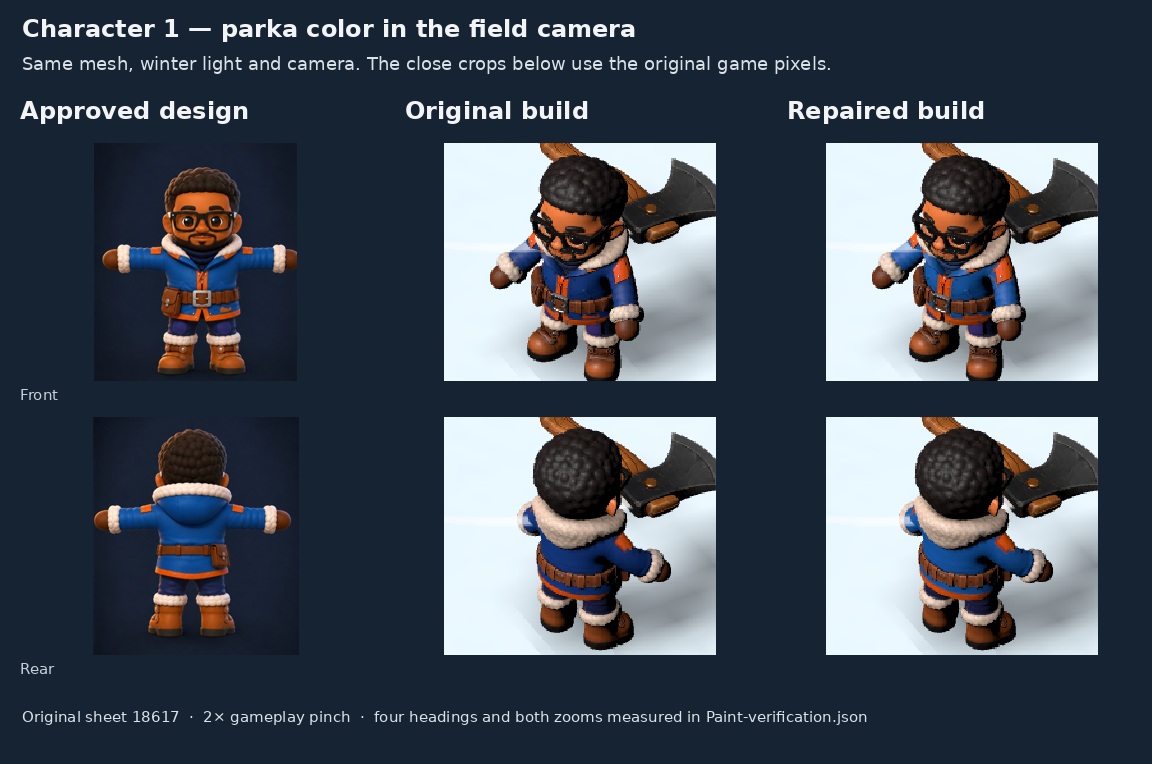 Character 1 — parka color in the field camera
Same mesh, winter light and camera. The close crops below use the original game pixels.
Approved design
Original build
Repaired build
Front
Rear
Original sheet 18617 · 2× gameplay pinch · four headings and both zooms measured in Paint-verification.json